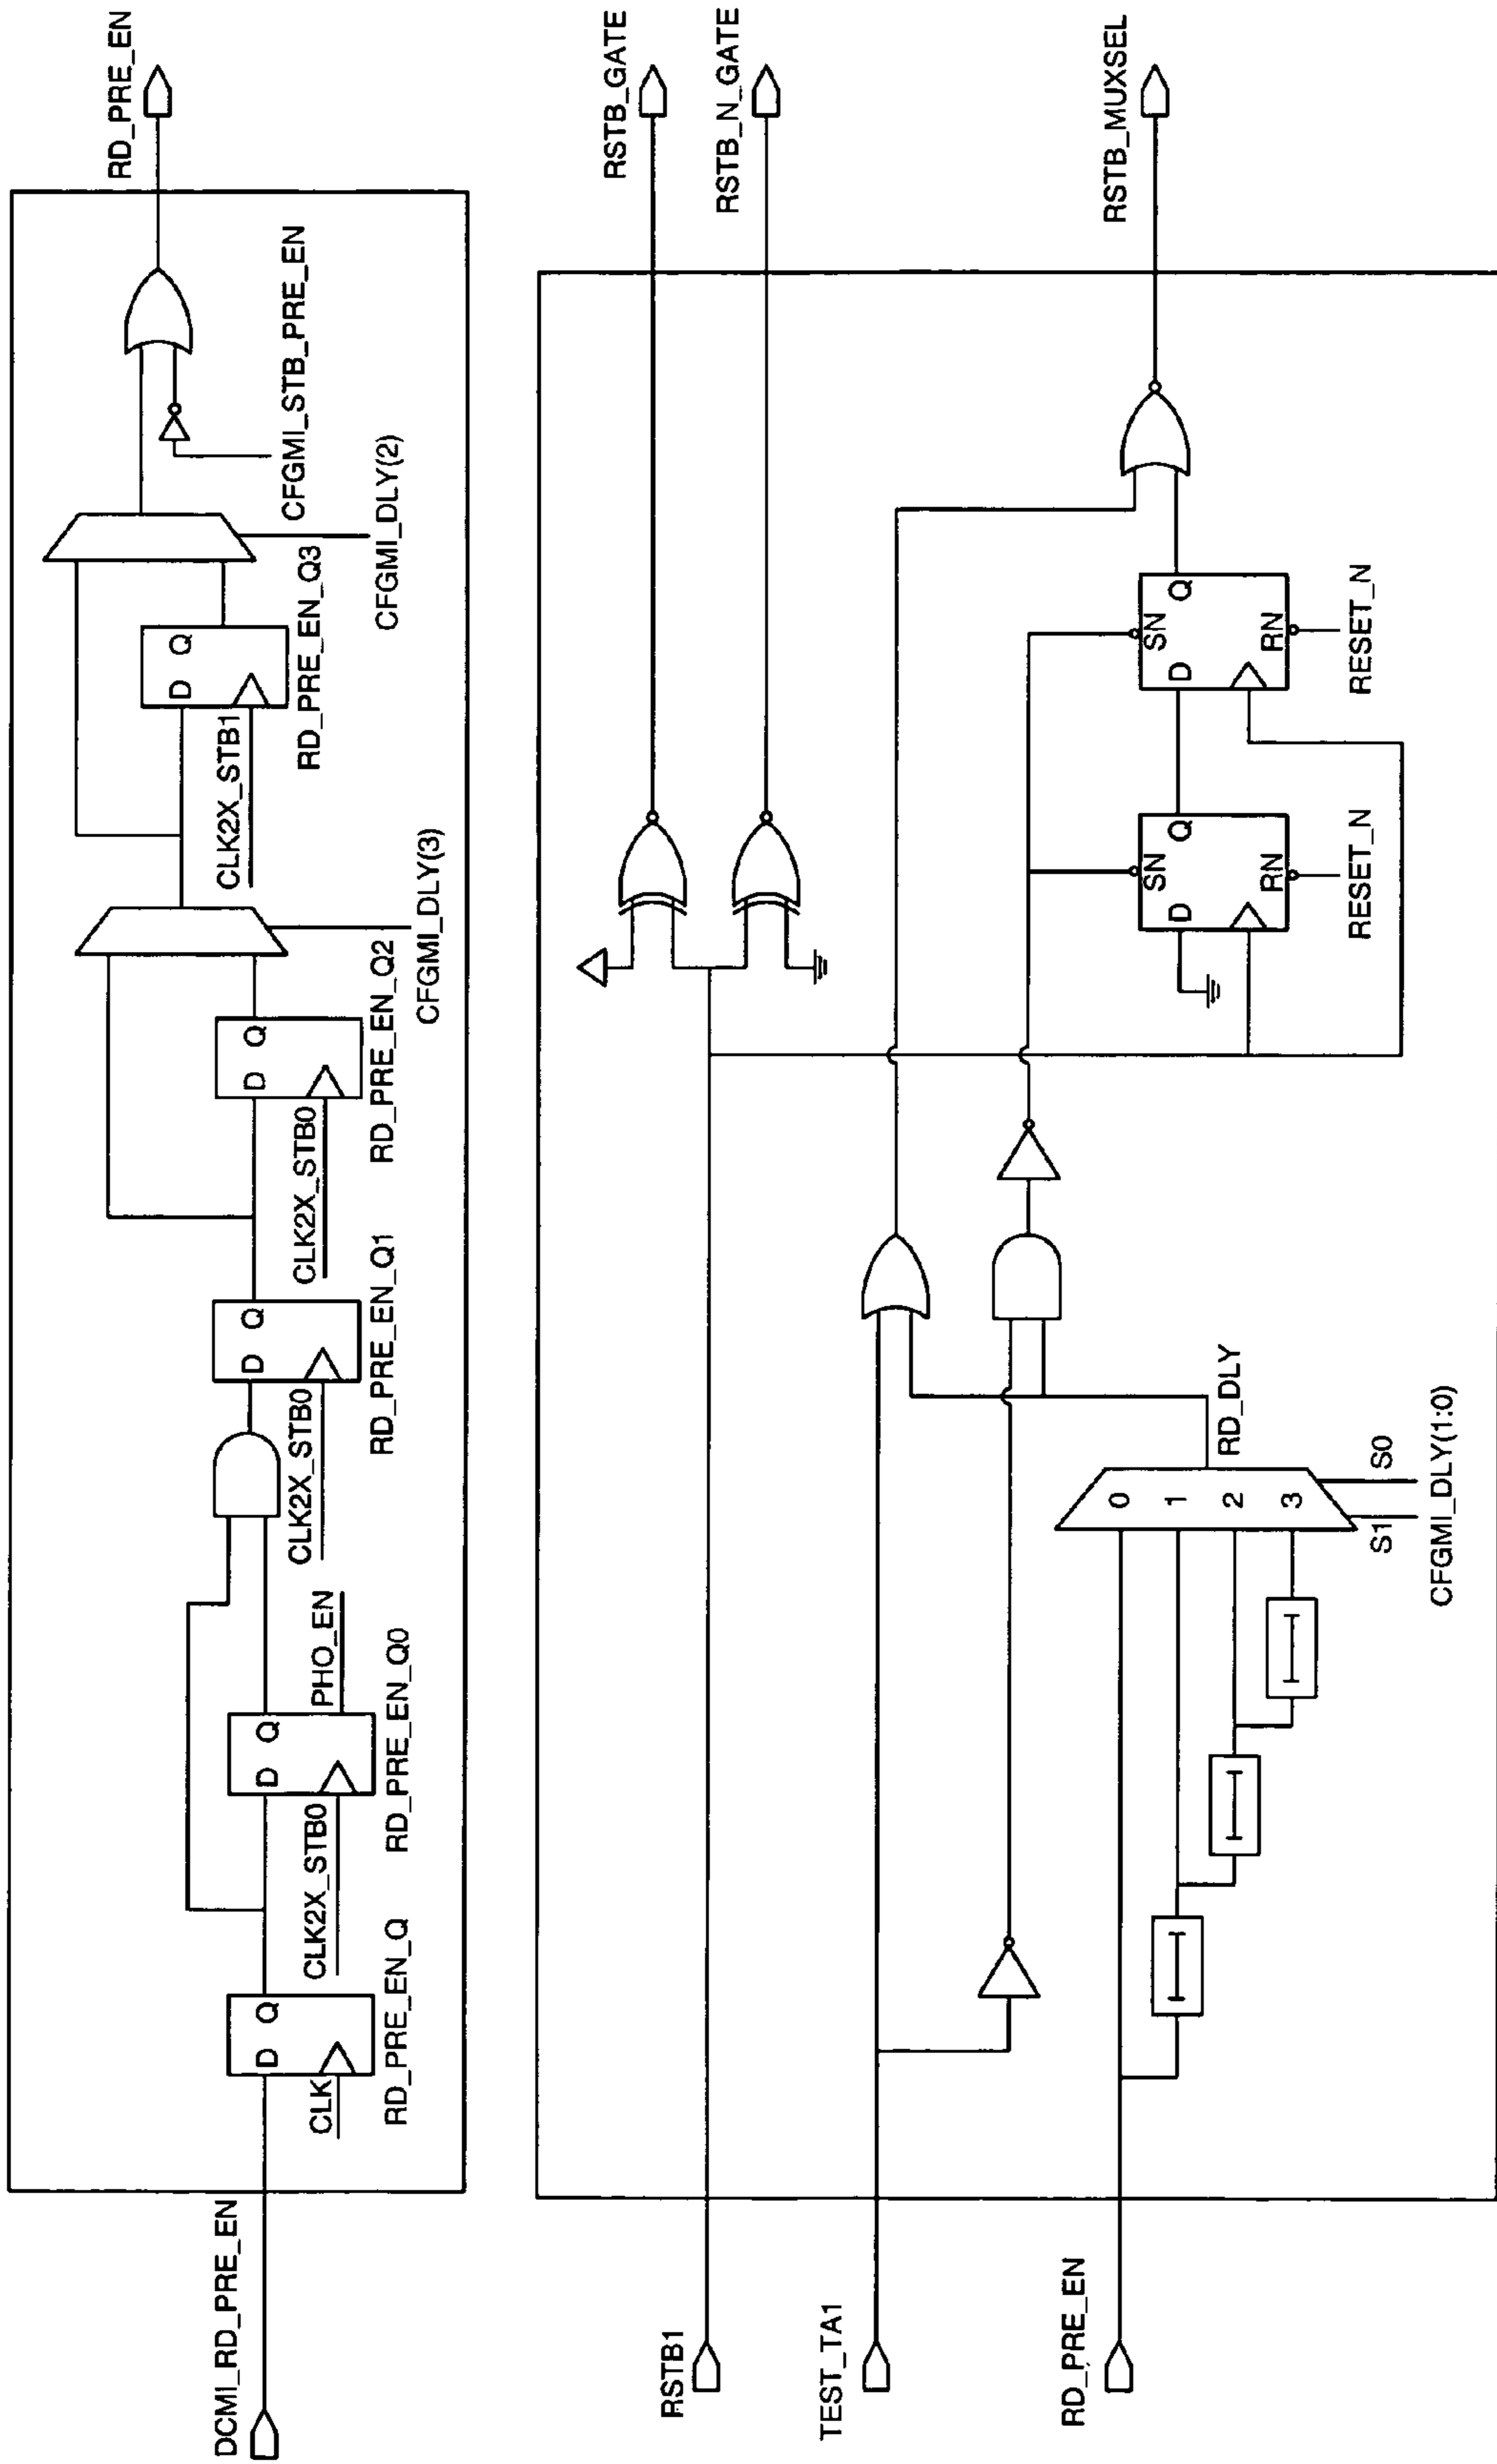 DCMI_RD_PRE_EN
D Q
CLK
RD_PRE_EN_Q
D Q
CLK2X_STB0
PHO_EN
RD_PRE_EN_Q0
D Q
CLK2X_STB0
RD_PRE_EN_Q1
D Q
CLK2X_STB0
RD_PRE_EN_Q2
CFGMI_DLY(3)
D Q
CLK2X_STB1
RD_PRE_EN_Q3
CFGMI_DLY(2)
CFGMI_STB_PRE_EN
RD_PRE_EN
RSTB1
TEST_TA1
RD_PRE_EN
0
1
2
3
S1
S0
CFGMI_DLY(1:0)
RD_DLY
SN
D Q
RN
RESET_N
SN
D Q
RN
RESET_N
RSTB_GATE
RSTB_N_GATE
RSTB_MUXSEL